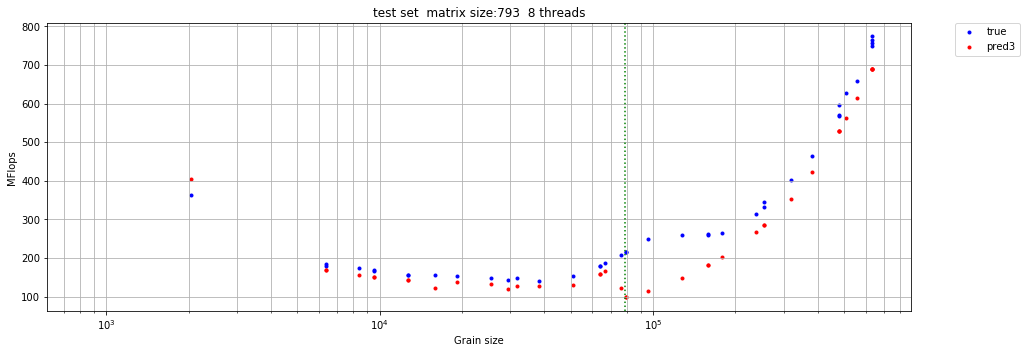 test set  matrix size:793  8 threads
true
pred3
MFlops
800
700
600
500
400
300
200
100
10³
10⁴
10⁵
Grain size